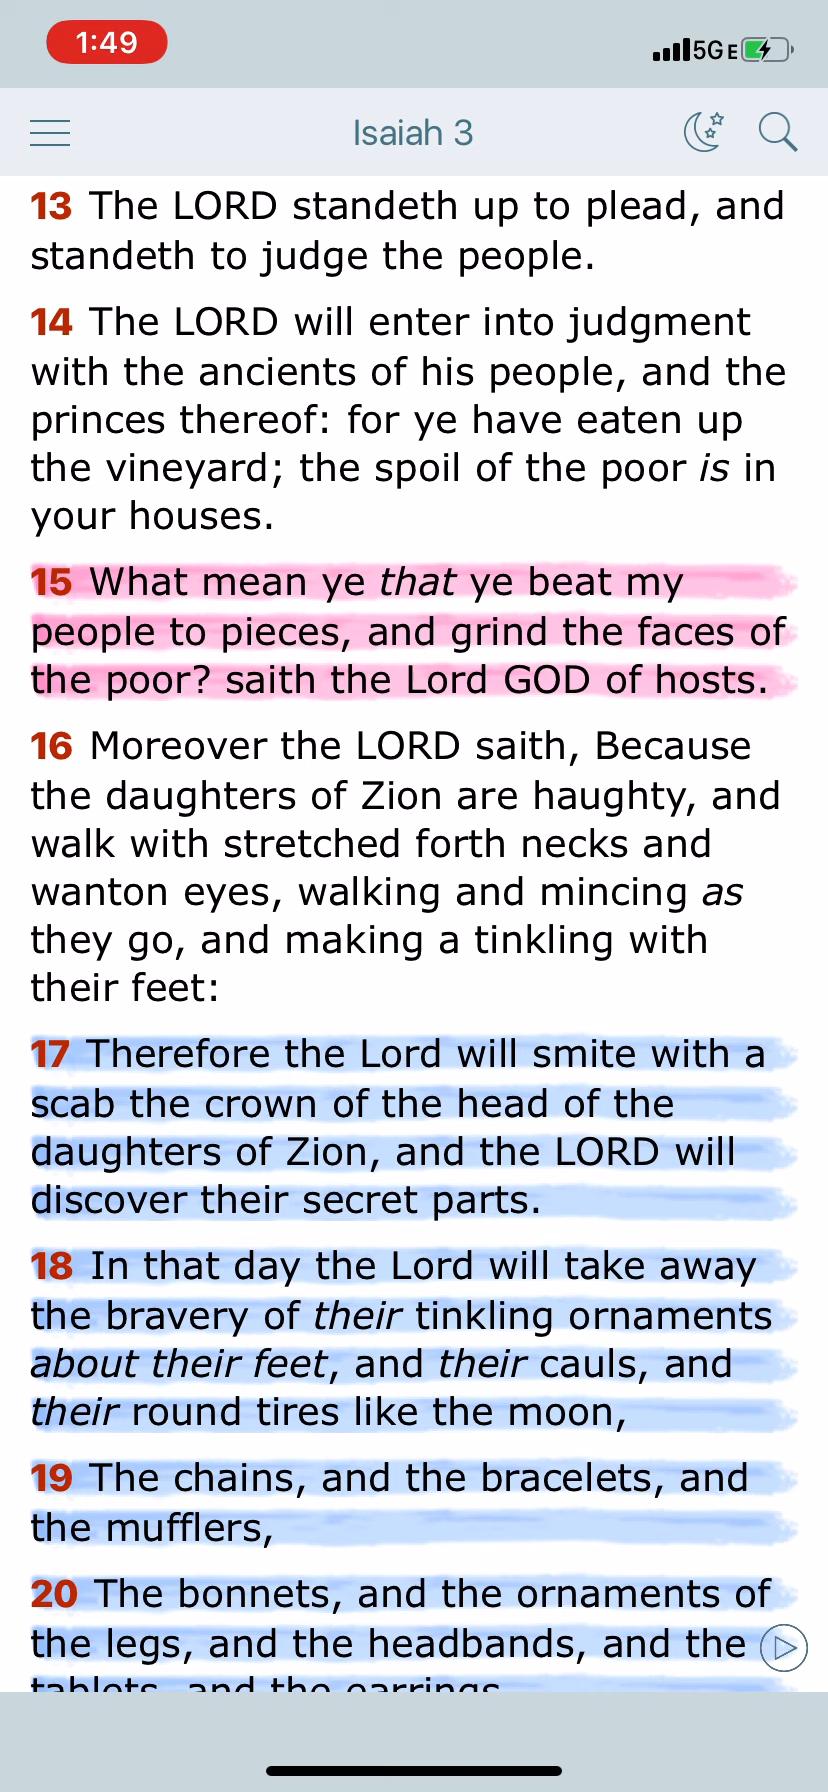 1:49
5G E
Isaiah 3
13 The LORD standeth up to plead, and
standeth to judge the people.
14 The LORD will enter into judgment
with the ancients of his people, and the
princes thereof: for ye have eaten up
the vineyard; the spoil of the poor is in
your houses.
15 What mean ye that ye beat my
people to pieces, and grind the faces of
the poor? saith the Lord GOD of hosts.
16 Moreover the LORD saith, Because
the daughters of Zion are haughty, and
walk with stretched forth necks and
wanton eyes, walking and mincing as
they go, and making a tinkling with
their feet:
17 Therefore the Lord will smite with a
scab the crown of the head of the
daughters of Zion, and the LORD will
discover their secret parts.
18 In that day the Lord will take away
the bravery of their tinkling ornaments
about their feet, and their cauls, and
their round tires like the moon,
19 The chains, and the bracelets, and
the mufflers,
20 The bonnets, and the ornaments of
the legs, and the headbands, and the
tablets, and the earrings,